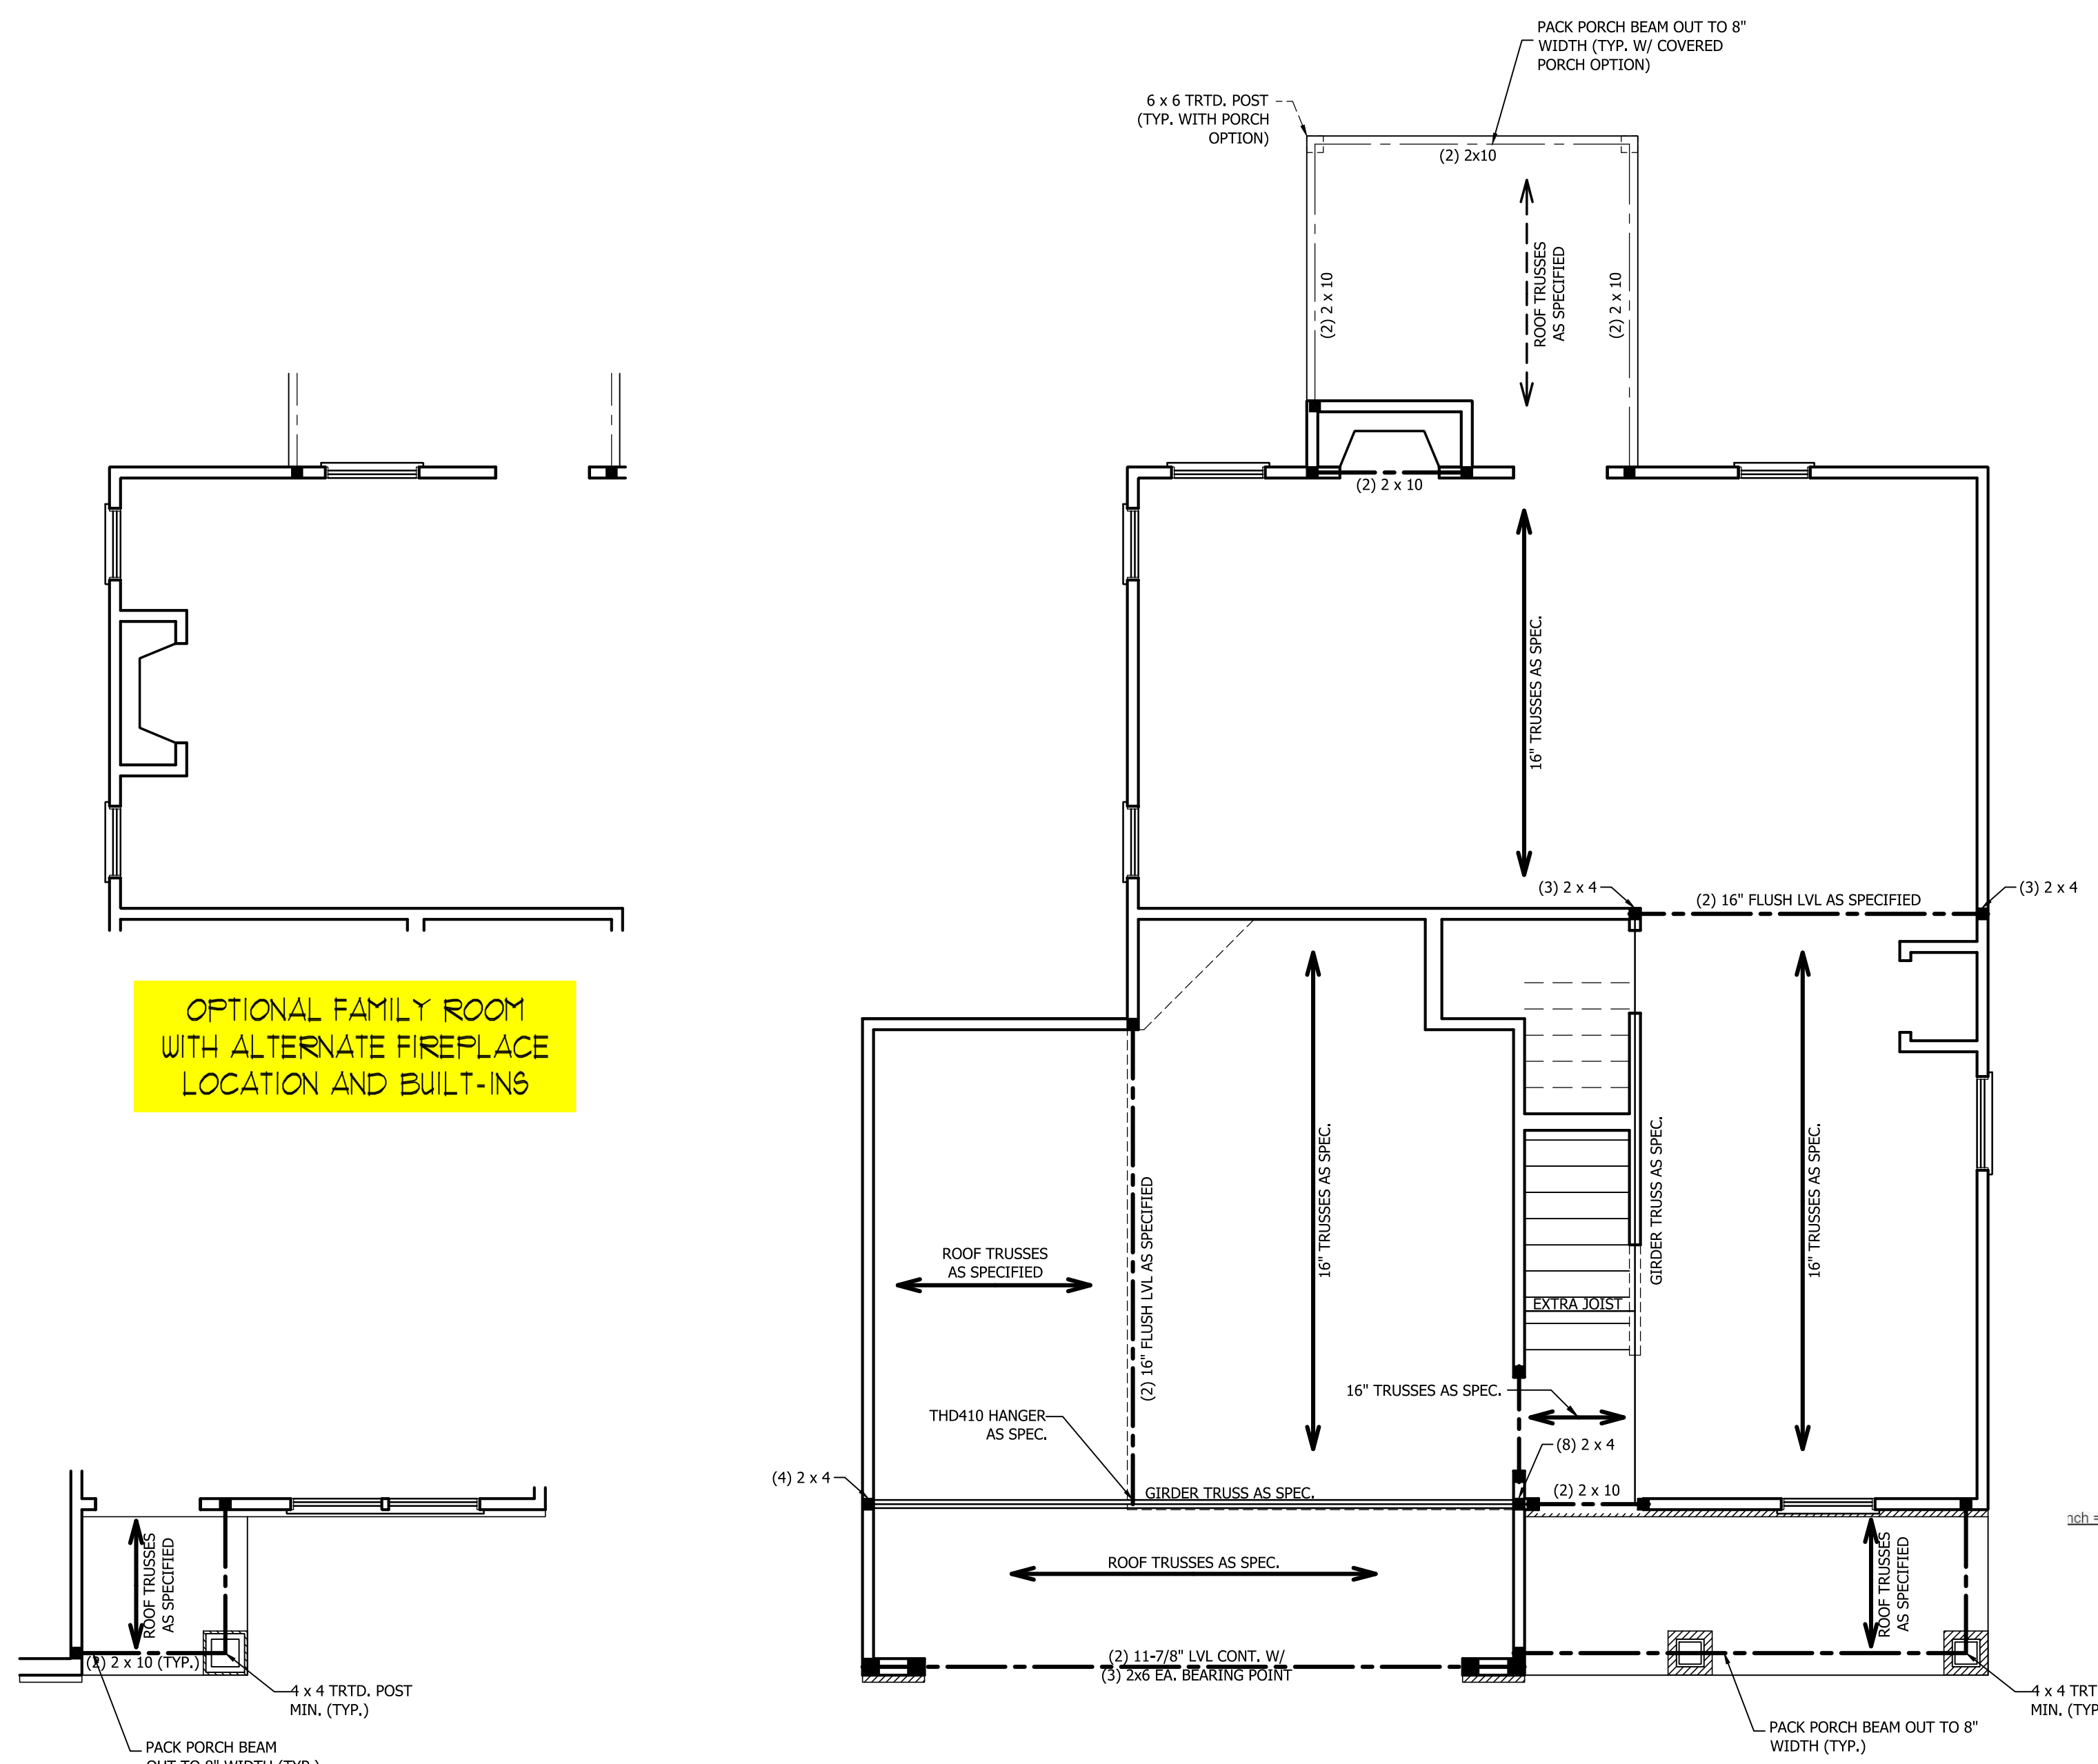 PACK PORCH BEAM OUT TO 8"
WIDTH (TYP. W/ COVERED
PORCH OPTION)
6 x 6 TRTD. POST
(TYP. WITH PORCH
OPTION)
(2) 2x10
(2) 2 x 10
ROOF TRUSSES
AS SPECIFIED
(2) 2 x 10
(2) 2 x 10
16" TRUSSES AS SPEC.
(3) 2 x 4
(2) 16" FLUSH LVL AS SPECIFIED
(3) 2 x 4
OPTIONAL FAMILY ROOM
WITH ALTERNATE FIREPLACE
LOCATION AND BUILT-INS
ROOF TRUSSES
AS SPECIFIED
(2) 16" FLUSH LVL AS SPECIFIED
16" TRUSSES AS SPEC.
GIRDER TRUSS AS SPEC.
16" TRUSSES AS SPEC.
EXTRA JOIST
16" TRUSSES AS SPEC.
THD410 HANGER
AS SPEC.
(8) 2 x 4
(4) 2 x 4
GIRDER TRUSS AS SPEC.
(2) 2 x 10
nch =
ROOF TRUSSES AS SPEC.
ROOF TRUSSES
AS SPECIFIED
(2) 11-7/8" LVL CONT. W/
(3) 2x6 EA. BEARING POINT
4 x 4 TRT
MIN. (TYP
PACK PORCH BEAM OUT TO 8"
WIDTH (TYP.)
ROOF TRUSSES
AS SPECIFIED
(2) 2 x 10 (TYP.)
4 x 4 TRTD. POST
MIN. (TYP.)
PACK PORCH BEAM
OUT TO 8" WIDTH (TYP.)